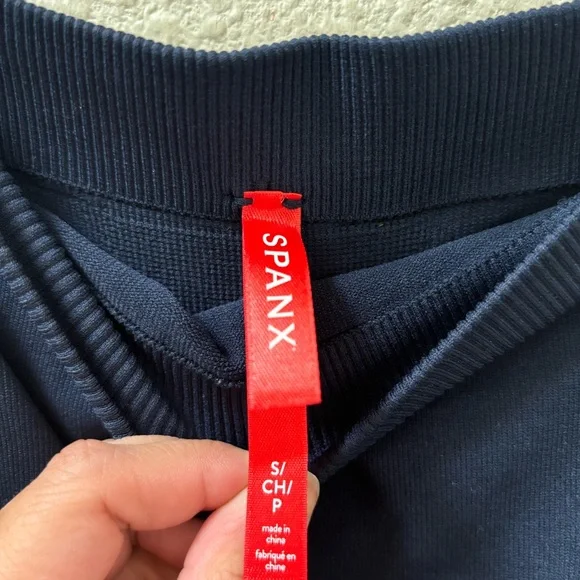 SPANX
S/
CH/
P
made in
china
fabriqué en
chine